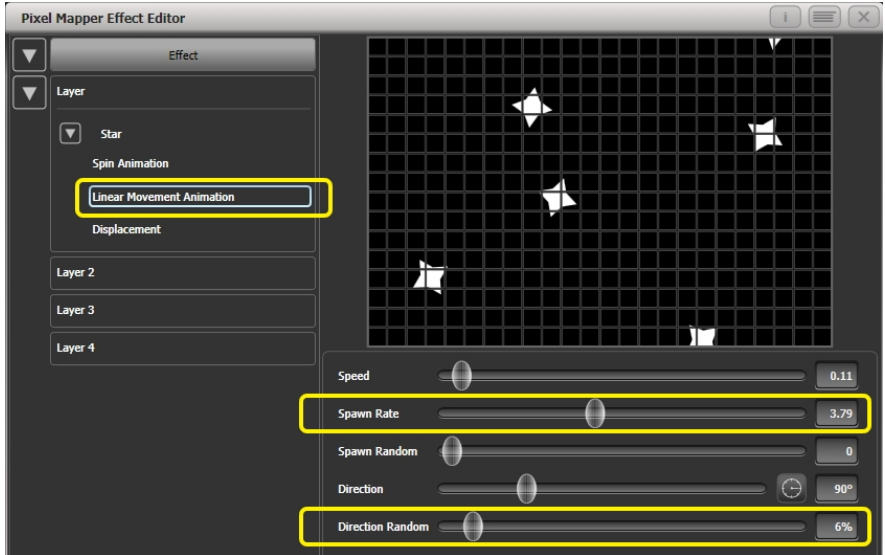 Pixel Mapper Effect Editor
i
Effect
Layer
Star
Spin Animation
Linear Movement Animation
Displacement
Layer 2
Layer 3
Layer 4
Speed 0.11
Spawn Rate 3.79
Spawn Random 0
Direction 90°
Direction Random 6%